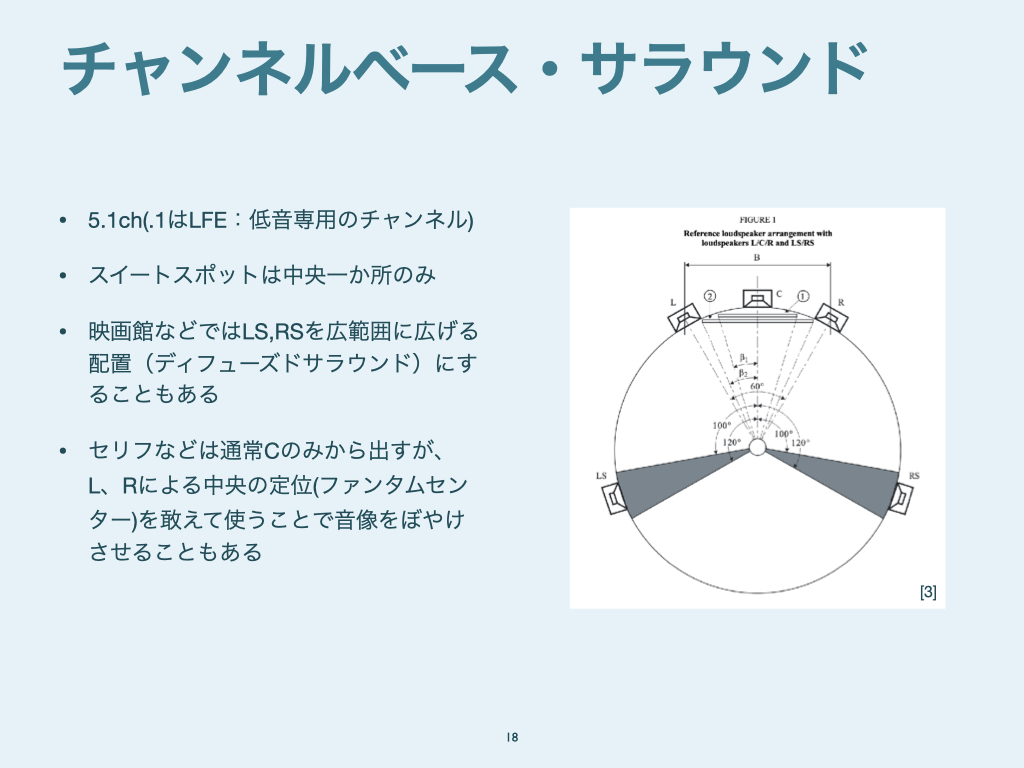 チャンネルベース・サラウンド
• 5.1ch(.1はLFE：低音専用のチャンネル)
• スイートスポットは中央一か所のみ
• 映画館などではLS,RSを広範囲に広げる
配置（ディフューズドサラウンド）にす
ることもある
• セリフなどは通常Cのみから出すが、
L、Rによる中央の定位(ファンタムセン
ター)を敢えて使うことで音像をぼやけ
させることもある
FIGURE 1
Reference loudspeaker arrangement with
loudspeakers L/C/R and LS/RS
B
L
2
C
1
R
β1
β2
60°
100°
100°
120°
120°
LS
RS
[3]
18